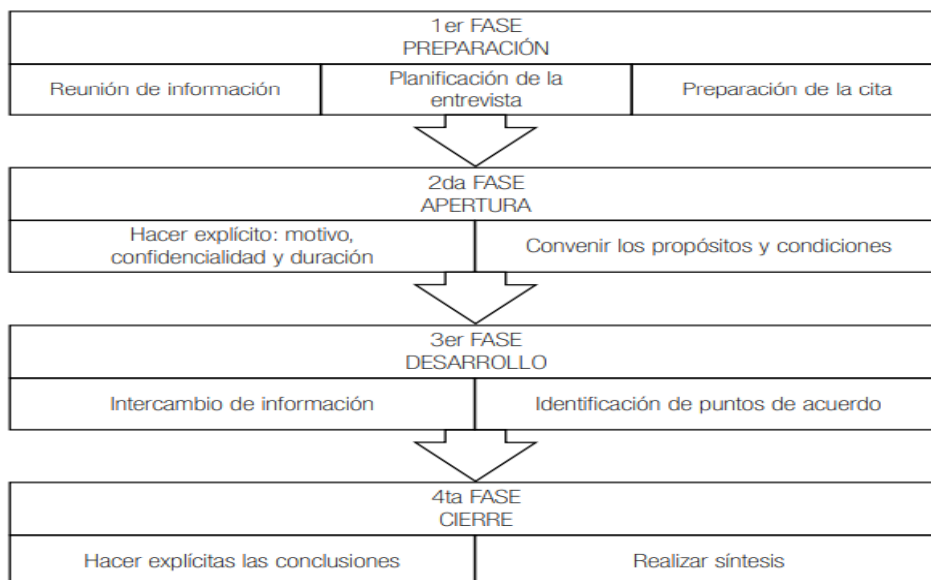 1er FASE
PREPARACIÓN
Reunión de información
Planificación de la
entrevista
Preparación de la cita
2da FASE
APERTURA
Hacer explícito: motivo,
confidencialidad y duración
Convenir los propósitos y condiciones
3er FASE
DESARROLLO
Intercambio de información
Identificación de puntos de acuerdo
4ta FASE
CIERRE
Hacer explícitas las conclusiones
Realizar síntesis